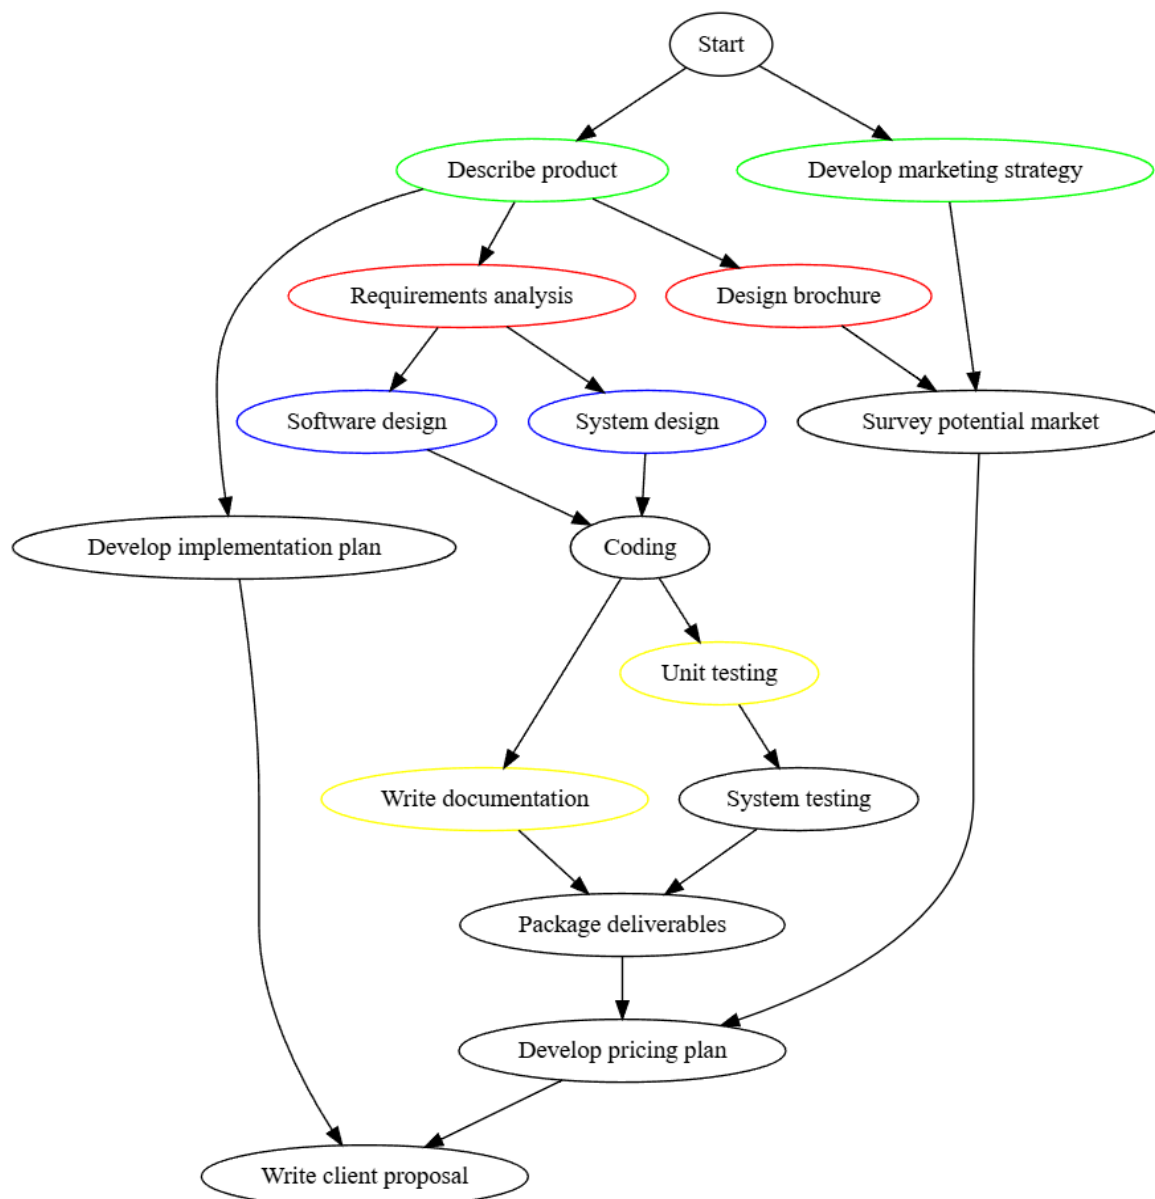 Start
Describe product
Develop marketing strategy
Requirements analysis
Design brochure
Software design
System design
Survey potential market
Develop implementation plan
Coding
Unit testing
Write documentation
System testing
Package deliverables
Develop pricing plan
Write client proposal